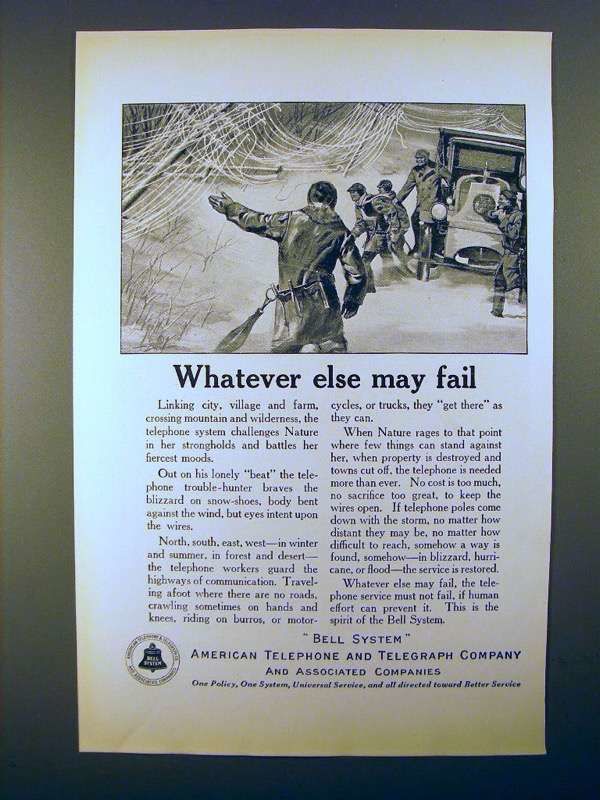 Whatever else may fail
Linking city, village and farm,
crossing mountain and wilderness, the
telephone system challenges Nature
in her strongholds and battles her
fiercest moods.
Out on his lonely "beat" the tele-
phone trouble-hunter braves the
blizzard on snow-shoes, body bent
against the wind, but eyes intent upon
the wires.
North, south, east, west—in winter
and summer, in forest and desert—
the telephone workers guard the
highways of communication. Travel-
ing afoot where there are no roads,
crawling sometimes on hands and
knees, riding on burros, or motor-
cycles, or trucks, they "get there" as
they can.
When Nature rages to that point
where few things can stand against
her, when property is destroyed and
towns cut off, the telephone is needed
more than ever. No cost is too much,
no sacrifice too great, to keep the
wires open. If telephone poles come
down with the storm, no matter how
distant they may be, no matter how
difficult to reach, somehow a way is
found, somehow—in blizzard, hurri-
cane, or flood—the service is restored.
Whatever else may fail, the tele-
phone service must not fail, if human
effort can prevent it. This is the
spirit of the Bell System.
"BELL SYSTEM"
AMERICAN TELEPHONE AND TELEGRAPH COMPANY
AND ASSOCIATED COMPANIES
One Policy, One System, Universal Service, and all directed toward Better Service
BELL
SYSTEM